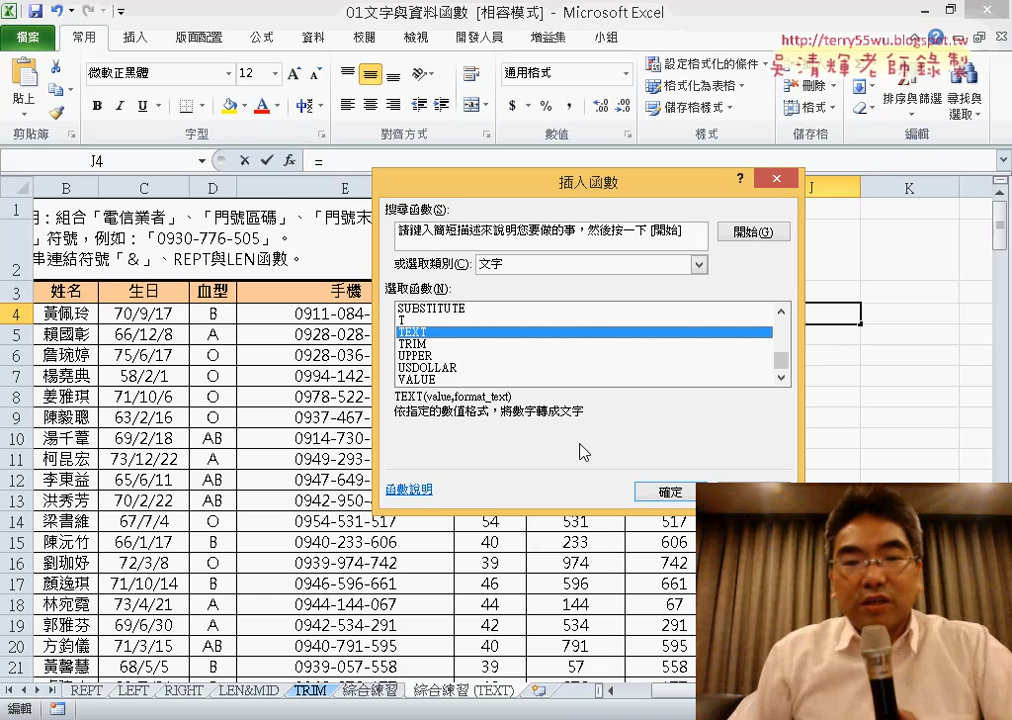 01文字與資料函數 [相容模式] - Microsoft Excel
檔案 常用 插入 版面配置 公式 資料 校閱 檢視 開發人員 增益集 小組
http://terry55wu.blogspot.tw
吳清輝老師錄製
貼上 微軟正黑體 12 通用格式 設定格式化的條件 格式化為表格 儲存格樣式 刪除 格式 排序與篩選 尋找與選取
剪貼簿 字型 對齊方式 數值 樣式 儲存格 編輯
J4 =
B C D E J K
1 用：組合「電信業者」、「門號區碼」、「門號末
」符號，例如：「0930-776-505」。
2 串連結符號「&」、REPT與LEN函數。
3 姓名 生日 血型 手機
4 黃佩玲 70/9/17 B 0911-084-
5 賴國彰 66/12/8 A 0928-028-
6 詹琬婷 75/6/17 O 0928-036-
7 楊堯典 58/2/1 O 0994-142-
8 姜雅琪 71/10/6 O 0978-522-
9 陳毅聰 63/2/16 O 0937-467-
10 湯千葦 69/2/18 AB 0914-730-
11 柯昆宏 73/12/22 A 0949-293-
12 李東益 65/6/11 AB 0947-649-
13 洪秀芳 70/2/22 AB 0942-950-
14 梁書維 67/7/4 O 0954-531-517 54 531 517
15 陳沅竹 66/1/17 B 0940-233-606 40 233 606
16 劉珈妤 72/3/8 O 0939-974-742 39 974 742
17 顏逸琪 71/10/14 B 0946-596-661 46 596 661
18 林宛霓 73/4/21 A 0944-144-067 44 144 67
19 郭雅芬 69/6/30 A 0942-534-291 42 534 291
20 方鈞儀 71/3/15 AB 0940-791-595 40 791 595
21 黃馨慧 68/5/5 B 0939-057-558 39 57 558
插入函數
搜尋函數(S):
請鍵入簡短描述來說明您要做的事，然後按一下 [開始]
開始(G)
或選取類別(C): 文字
選取函數(N):
SUBSTITUTE
T
TEXT
TRIM
UPPER
USDOLLAR
VALUE
TEXT(value,format_text)
依指定的數值格式，將數字轉成文字
函數說明
確定
REPT LEFT RIGHT LEN&MID TRIM 綜合練習 綜合練習 (TEXT)
編輯